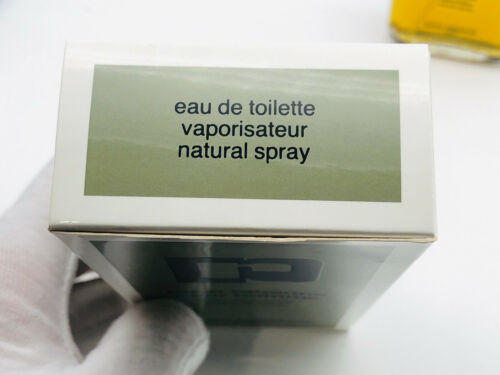 eau de toilette
vaporisateur
natural spray